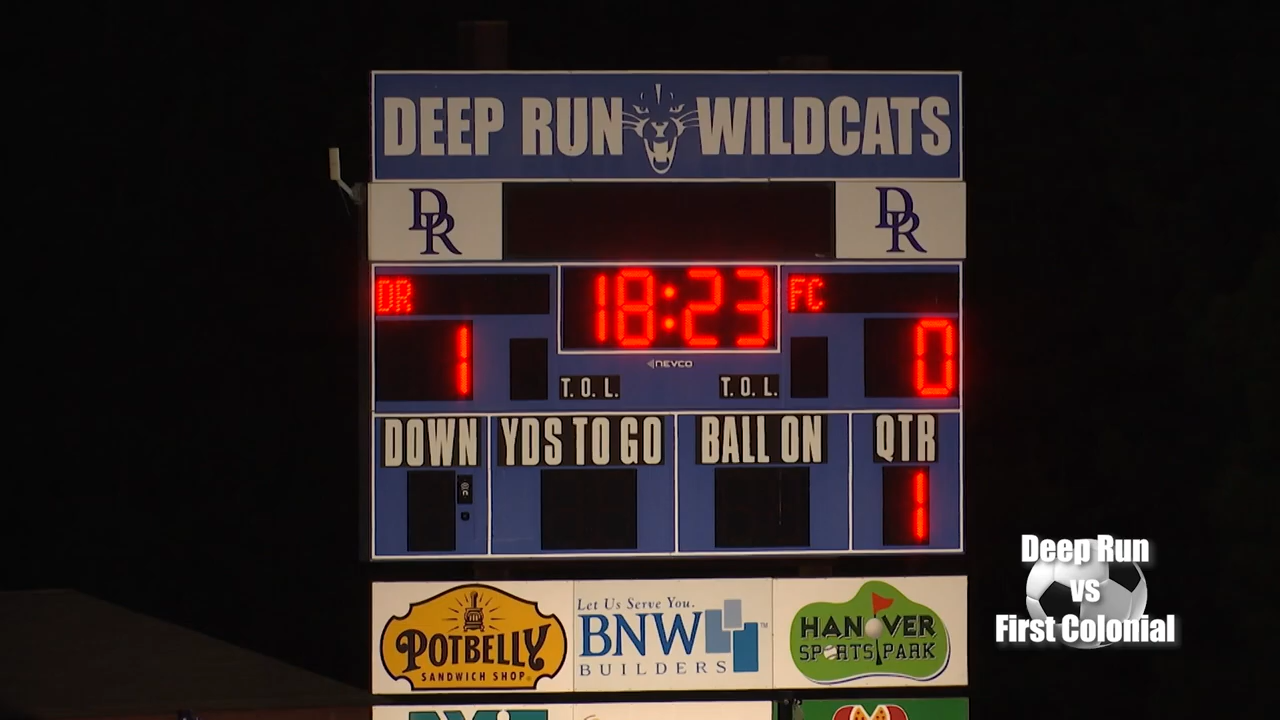 DEEP RUN WILDCATS
DR DR
DR 18:23 FC
1 0
NEVCO
T. O. L. T. O. L.
DOWN YDS TO GO BALL ON QTR
1
POTBELLY
SANDWICH SHOP
Let Us Serve You.
BNW
BUILDERS
TM
HANOVER
SPORTS PARK
Deep Run
vs
First Colonial